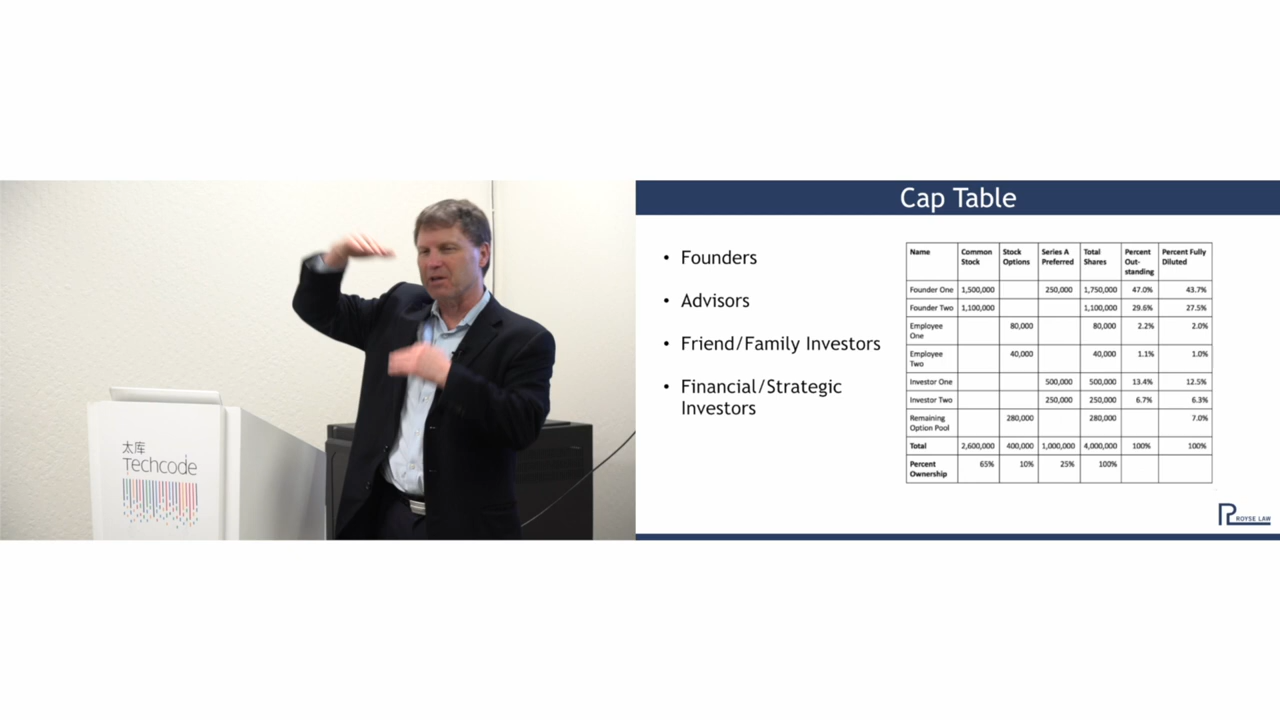 太库
Techcode
Cap Table
• Founders
• Advisors
• Friend/Family Investors
• Financial/Strategic
Investors
Name Common Stock Stock Options Series A Preferred Total Shares Percent Out-standing Percent Fully Diluted
Founder One 1,500,000 250,000 1,750,000 47.0% 43.7%
Founder Two 1,100,000 1,100,000 29.6% 27.5%
Employee One 80,000 80,000 2.2% 2.0%
Employee Two 40,000 40,000 1.1% 1.0%
Investor One 500,000 500,000 13.4% 12.5%
Investor Two 250,000 250,000 6.7% 6.3%
Remaining Option Pool 280,000 280,000 7.0%
Total 2,600,000 400,000 1,000,000 4,000,000 100% 100%
Percent Ownership 65% 10% 25% 100%
ROYSE LAW